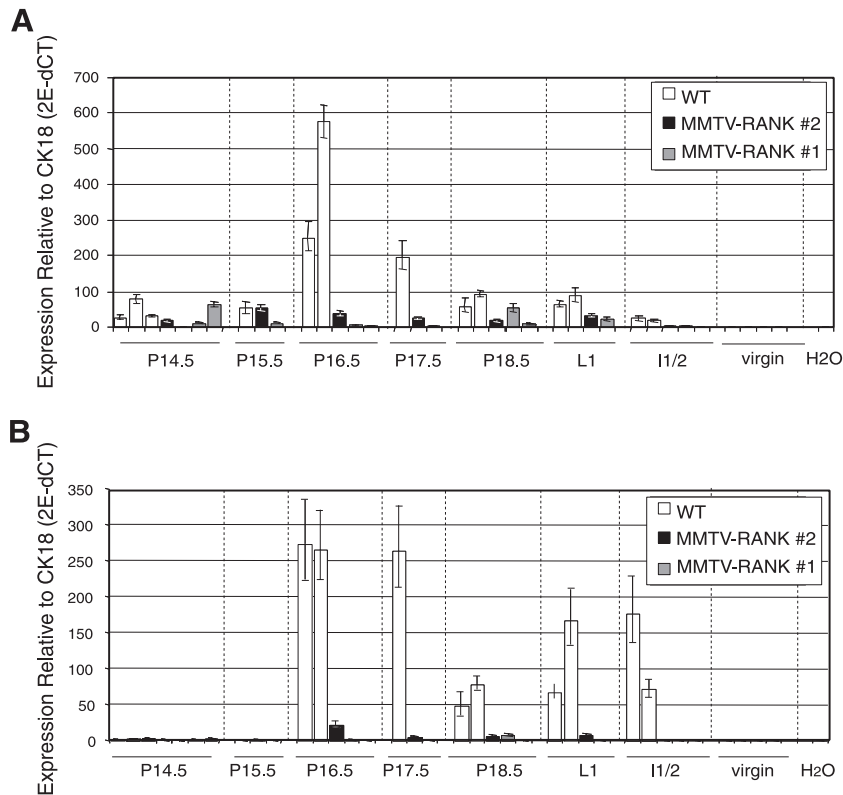 A
Expression Relative to CK18 (2E-dCT)
700
600
500
400
300
200
100
0
WT
MMTV-RANK #2
MMTV-RANK #1
P14.5 P15.5 P16.5 P17.5 P18.5 L1 I1/2 virgin H2O
B
Expression Relative to CK18 (2E-dCT)
350
300
250
200
150
100
50
0
WT
MMTV-RANK #2
MMTV-RANK #1
P14.5 P15.5 P16.5 P17.5 P18.5 L1 I1/2 virgin H2O